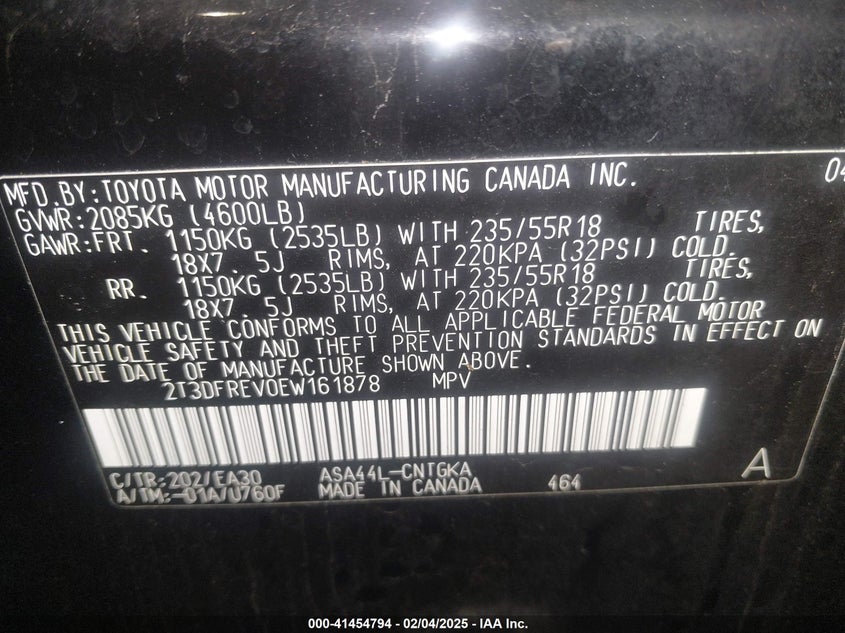 MFD.BY:TOYOTA MOTOR MANUFACTURING CANADA INC. 04
GVWR:2085KG (4600LB)
GAWR:FRT. 1150KG (2535LB) WITH 235/55R18 TIRES,
18X7.5J RIMS, AT 220KPA (32PSI) COLD.
RR. 1150KG (2535LB) WITH 235/55R18 TIRES,
18X7.5J RIMS, AT 220KPA (32PSI) COLD.
THIS VEHICLE CONFORMS TO ALL APPLICABLE FEDERAL MOTOR
VEHICLE SAFETY AND THEFT PREVENTION STANDARDS IN EFFECT ON
THE DATE OF MANUFACTURE SHOWN ABOVE.
2T3DFREV0EW161878 MPV
C/TR:202/EA30 ASA44L-CNTGKA A
A/TM:-01A/U760F MADE IN CANADA 464
000-41454794 - 02/04/2025 - IAA Inc.